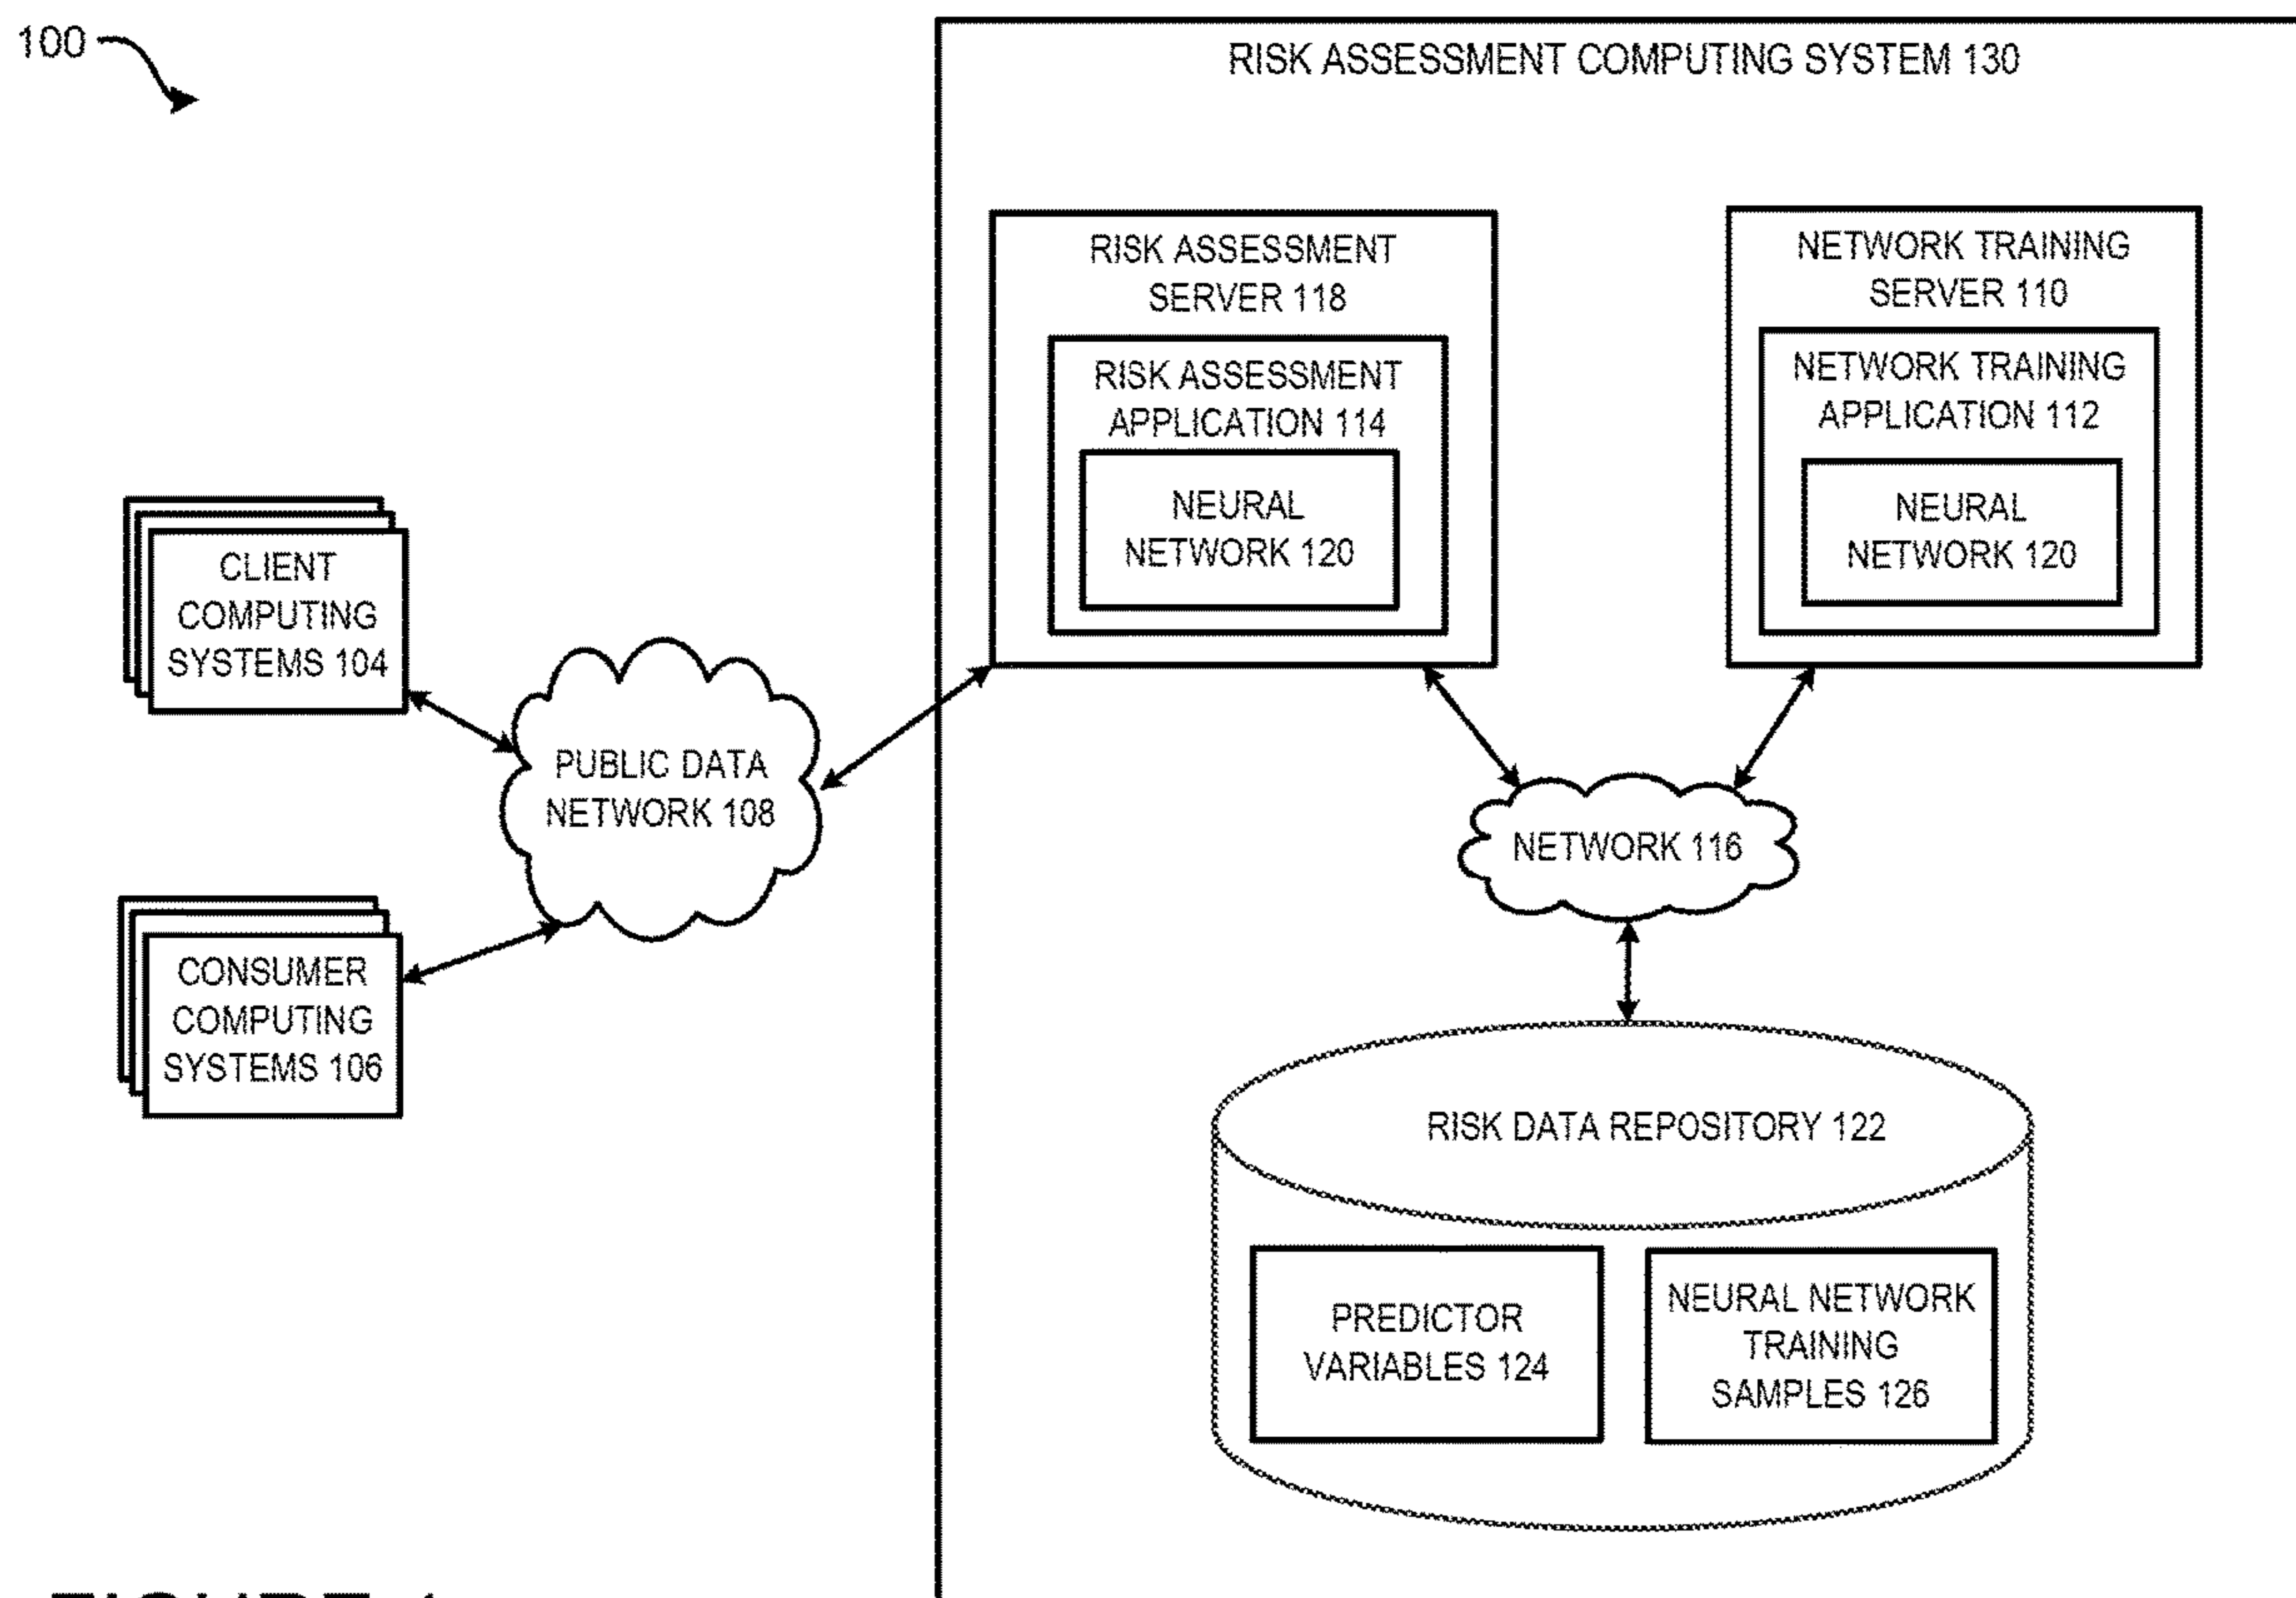 100
RISK ASSESSMENT COMPUTING SYSTEM 130
RISK ASSESSMENT
SERVER 118
RISK ASSESSMENT
APPLICATION 114
NEURAL
NETWORK 120
NETWORK TRAINING
SERVER 110
NETWORK TRAINING
APPLICATION 112
NEURAL
NETWORK 120
CLIENT
COMPUTING
SYSTEMS 104
PUBLIC DATA
NETWORK 108
NETWORK 116
CONSUMER
COMPUTING
SYSTEMS 106
RISK DATA REPOSITORY 122
PREDICTOR
VARIABLES 124
NEURAL NETWORK
TRAINING
SAMPLES 126